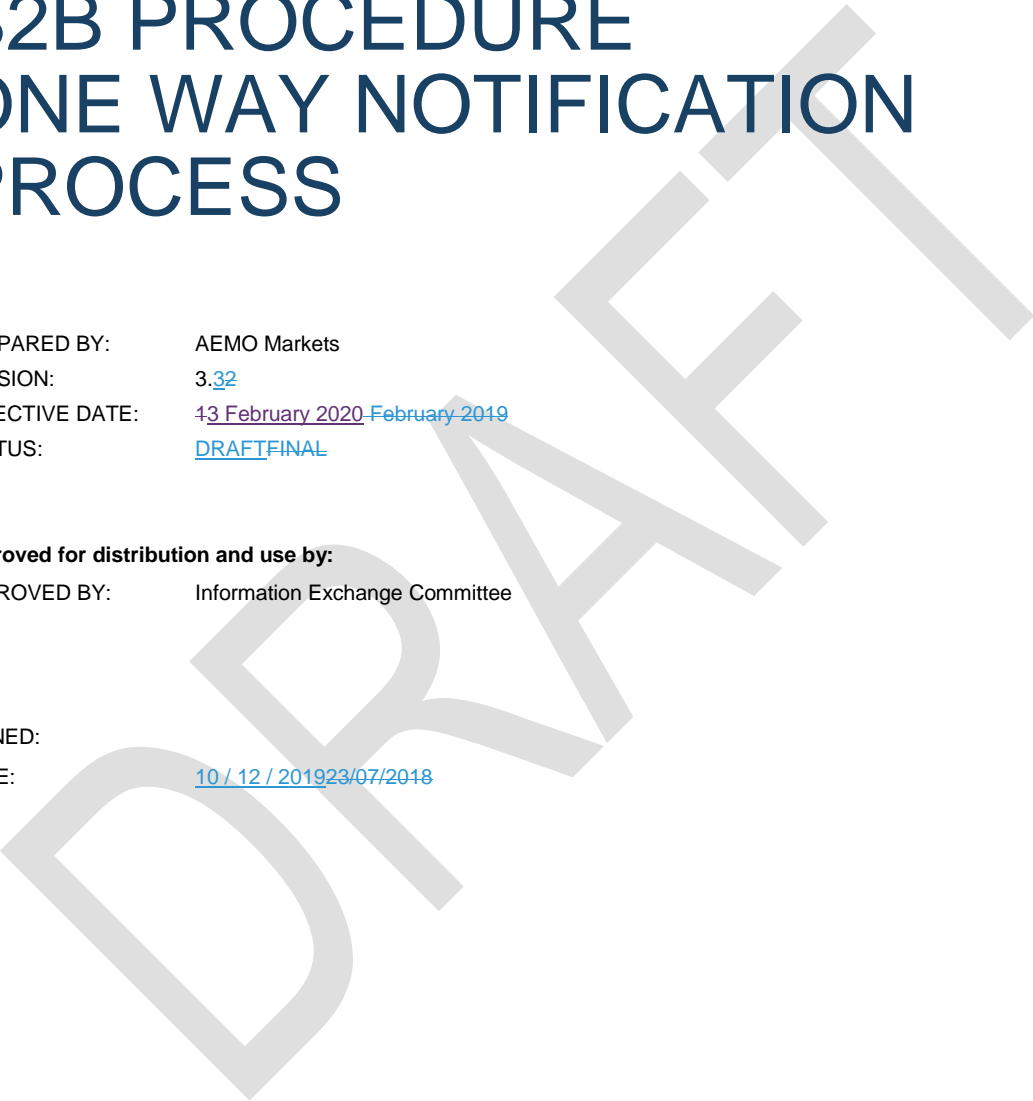 B2B PROCEDURE
ONE WAY NOTIFICATION
PROCESS
PARED BY: AEMO Markets
SION: 3.32
ECTIVE DATE: 13 February 2020 February 2019
TUS: DRAFTFINAL
roved for distribution and use by:
ROVED BY: Information Exchange Committee
NED:
E: 10 / 12 / 201923/07/2018
DRAFT